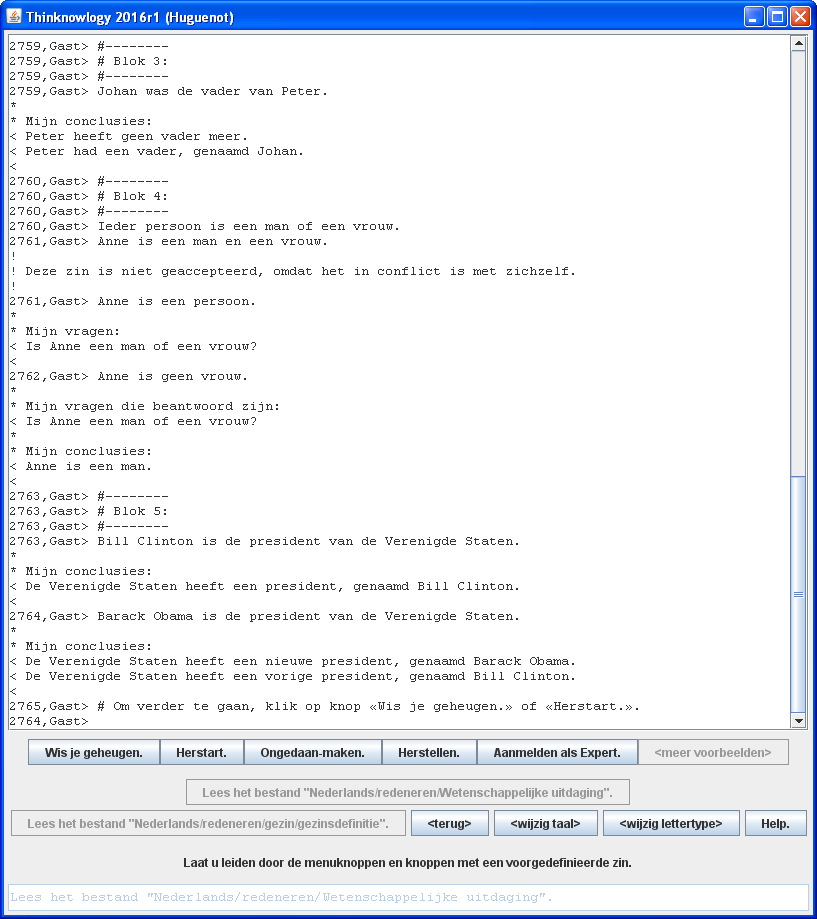 Thinknowlogy 2016r1 (Huguenot)
2759,Gast> #--------
2759,Gast> # Blok 3:
2759,Gast> #--------
2759,Gast> Johan was de vader van Peter.
*
* Mijn conclusies:
< Peter heeft geen vader meer.
< Peter had een vader, genaamd Johan.
<
2760,Gast> #--------
2760,Gast> # Blok 4:
2760,Gast> #--------
2760,Gast> Ieder persoon is een man of een vrouw.
2761,Gast> Anne is een man en een vrouw.
!
! Deze zin is niet geaccepteerd, omdat het in conflict is met zichzelf.
!
2761,Gast> Anne is een persoon.
*
* Mijn vragen:
< Is Anne een man of een vrouw?
<
2762,Gast> Anne is geen vrouw.
*
* Mijn vragen die beantwoord zijn:
< Is Anne een man of een vrouw?
*
* Mijn conclusies:
< Anne is een man.
<
2763,Gast> #--------
2763,Gast> # Blok 5:
2763,Gast> #--------
2763,Gast> Bill Clinton is de president van de Verenigde Staten.
*
* Mijn conclusies:
< De Verenigde Staten heeft een president, genaamd Bill Clinton.
<
2764,Gast> Barack Obama is de president van de Verenigde Staten.
*
* Mijn conclusies:
< De Verenigde Staten heeft een nieuwe president, genaamd Barack Obama.
< De Verenigde Staten heeft een vorige president, genaamd Bill Clinton.
<
2765,Gast> # Om verder te gaan, klik op knop «Wis je geheugen.» of «Herstart.».
2764,Gast>
Wis je geheugen. Herstart. Ongedaan-maken. Herstellen. Aanmelden als Expert. <meer voorbeelden>
Lees het bestand "Nederlands/redeneren/Wetenschappelijke uitdaging".
Lees het bestand "Nederlands/redeneren/gezin/gezinsdefinitie". <terug> <wijzig taal> <wijzig lettertype> Help.
Laat u leiden door de menuknoppen en knoppen met een voorgedefinieerde zin.
Lees het bestand "Nederlands/redeneren/Wetenschappelijke uitdaging".